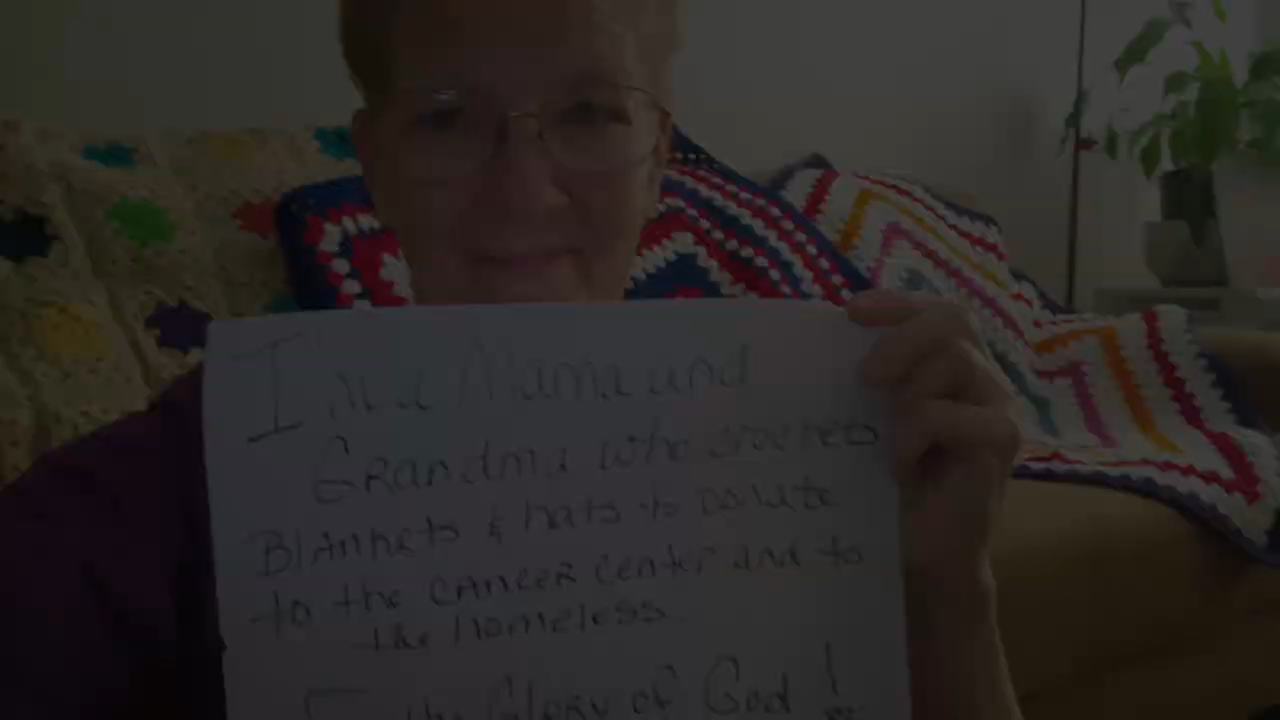 I'm a Mama and
GRandma who crochets
Blankets & hats to Donate
to the CANCER Center and to
the Homeless
For the Glory of God!